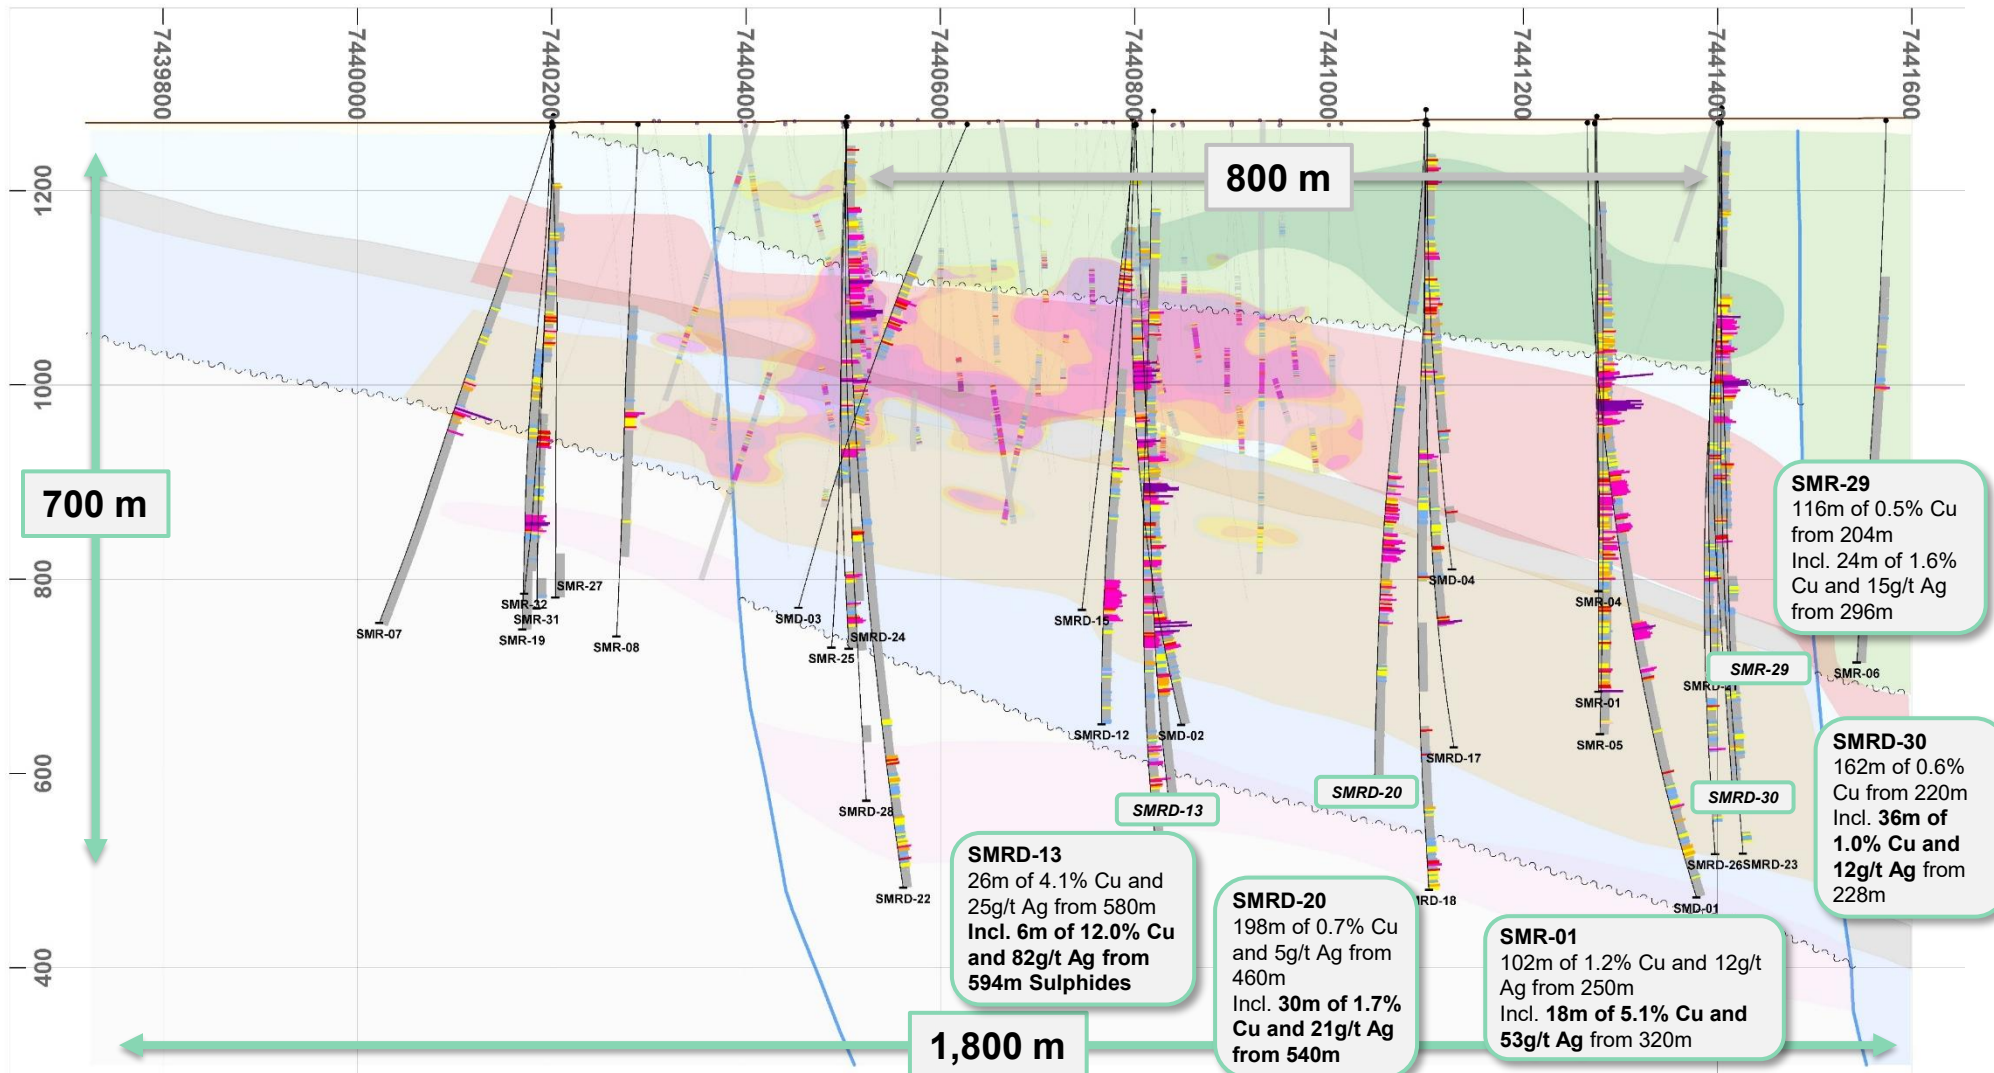 7439800
7440000
7440200
7440400
7440600
7440800
7441000
7441200
7441400
7441600
1200
1000
800
600
400
800 m
700 m
1,800 m
SMR-07
SMR-22
SMR-31
SMR-19
SMR-27
SMR-08
SMD-03
SMR-25
SMRD-24
SMRD-28
SMRD-22
SMRD-15
SMRD-12
SMD-02
SMRD-13
SMRD-20
SMD-04
SMRD-17
RD-18
SMR-04
SMR-01
SMR-05
SMD-01
SMRD-21
SMR-29
SMRD-30
SMRD-26
SMRD-23
SMR-06
SMR-29
116m of 0.5% Cu
from 204m
Incl. 24m of 1.6%
Cu and 15g/t Ag
from 296m
SMRD-30
162m of 0.6%
Cu from 220m
Incl. 36m of
1.0% Cu and
12g/t Ag from
228m
SMRD-13
26m of 4.1% Cu and
25g/t Ag from 580m
Incl. 6m of 12.0% Cu
and 82g/t Ag from
594m Sulphides
SMRD-20
198m of 0.7% Cu
and 5g/t Ag from
460m
Incl. 30m of 1.7%
Cu and 21g/t Ag
from 540m
SMR-01
102m of 1.2% Cu and 12g/t
Ag from 250m
Incl. 18m of 5.1% Cu and
53g/t Ag from 320m